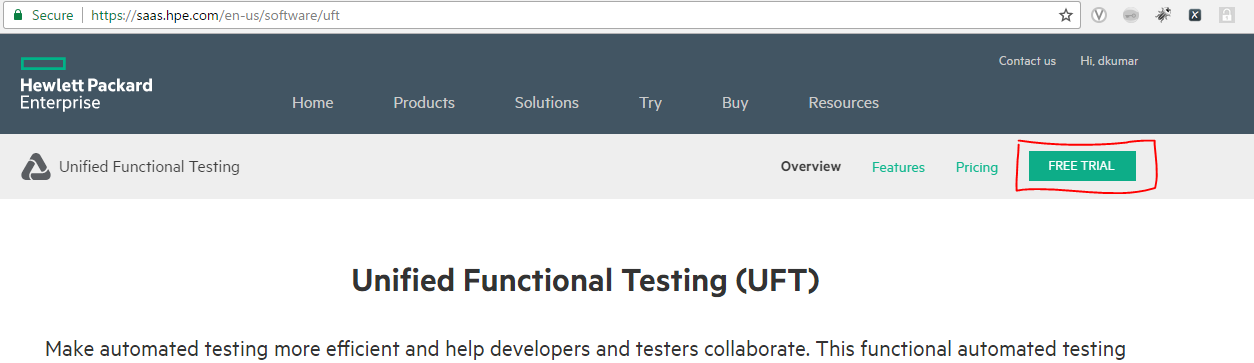 Secure https://saas.hpe.com/en-us/software/uft
Contact us Hi, dkumar
Hewlett Packard
Enterprise
Home Products Solutions Try Buy Resources
Unified Functional Testing Overview Features Pricing FREE TRIAL
Unified Functional Testing (UFT)
Make automated testing more efficient and help developers and testers collaborate. This functional automated testing